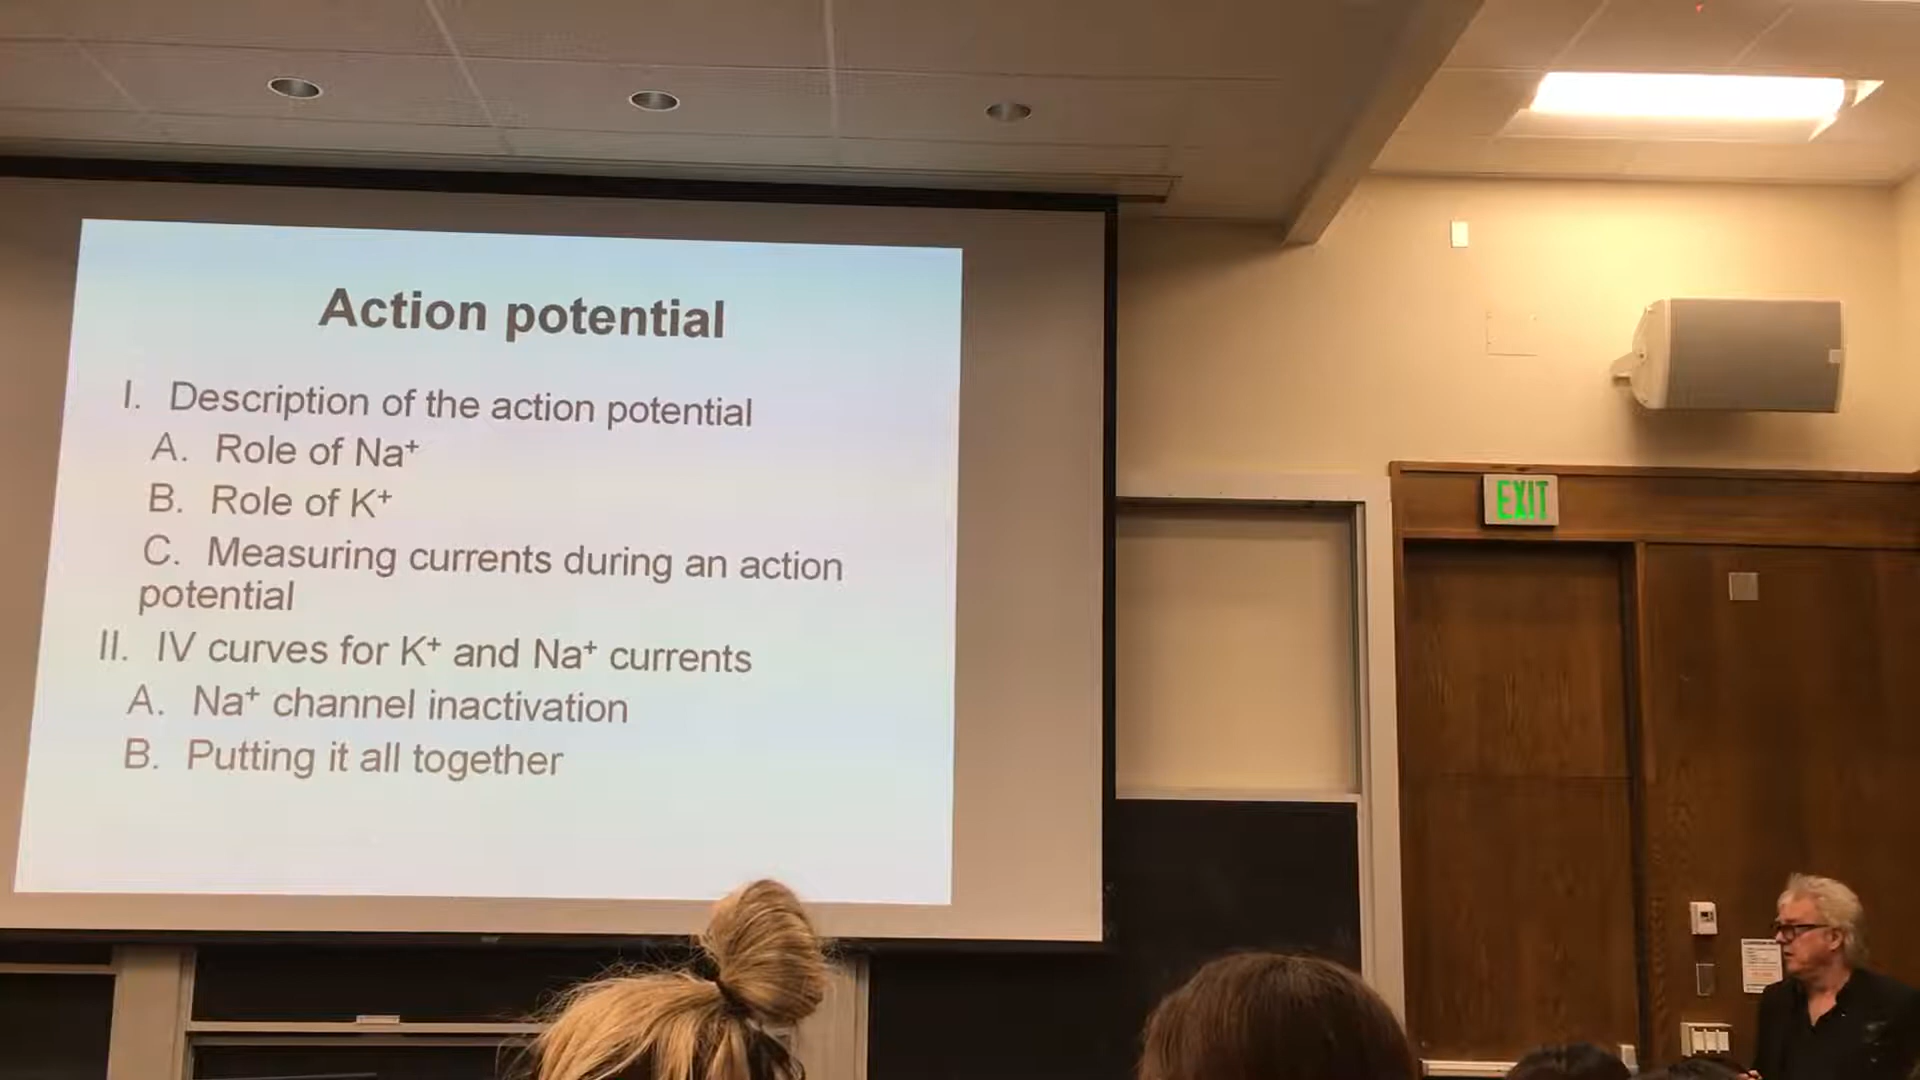 Action potential
I. Description of the action potential
A. Role of Na⁺
B. Role of K⁺
C. Measuring currents during an action
potential
II. IV curves for K⁺ and Na⁺ currents
A. Na⁺ channel inactivation
B. Putting it all together
EXIT